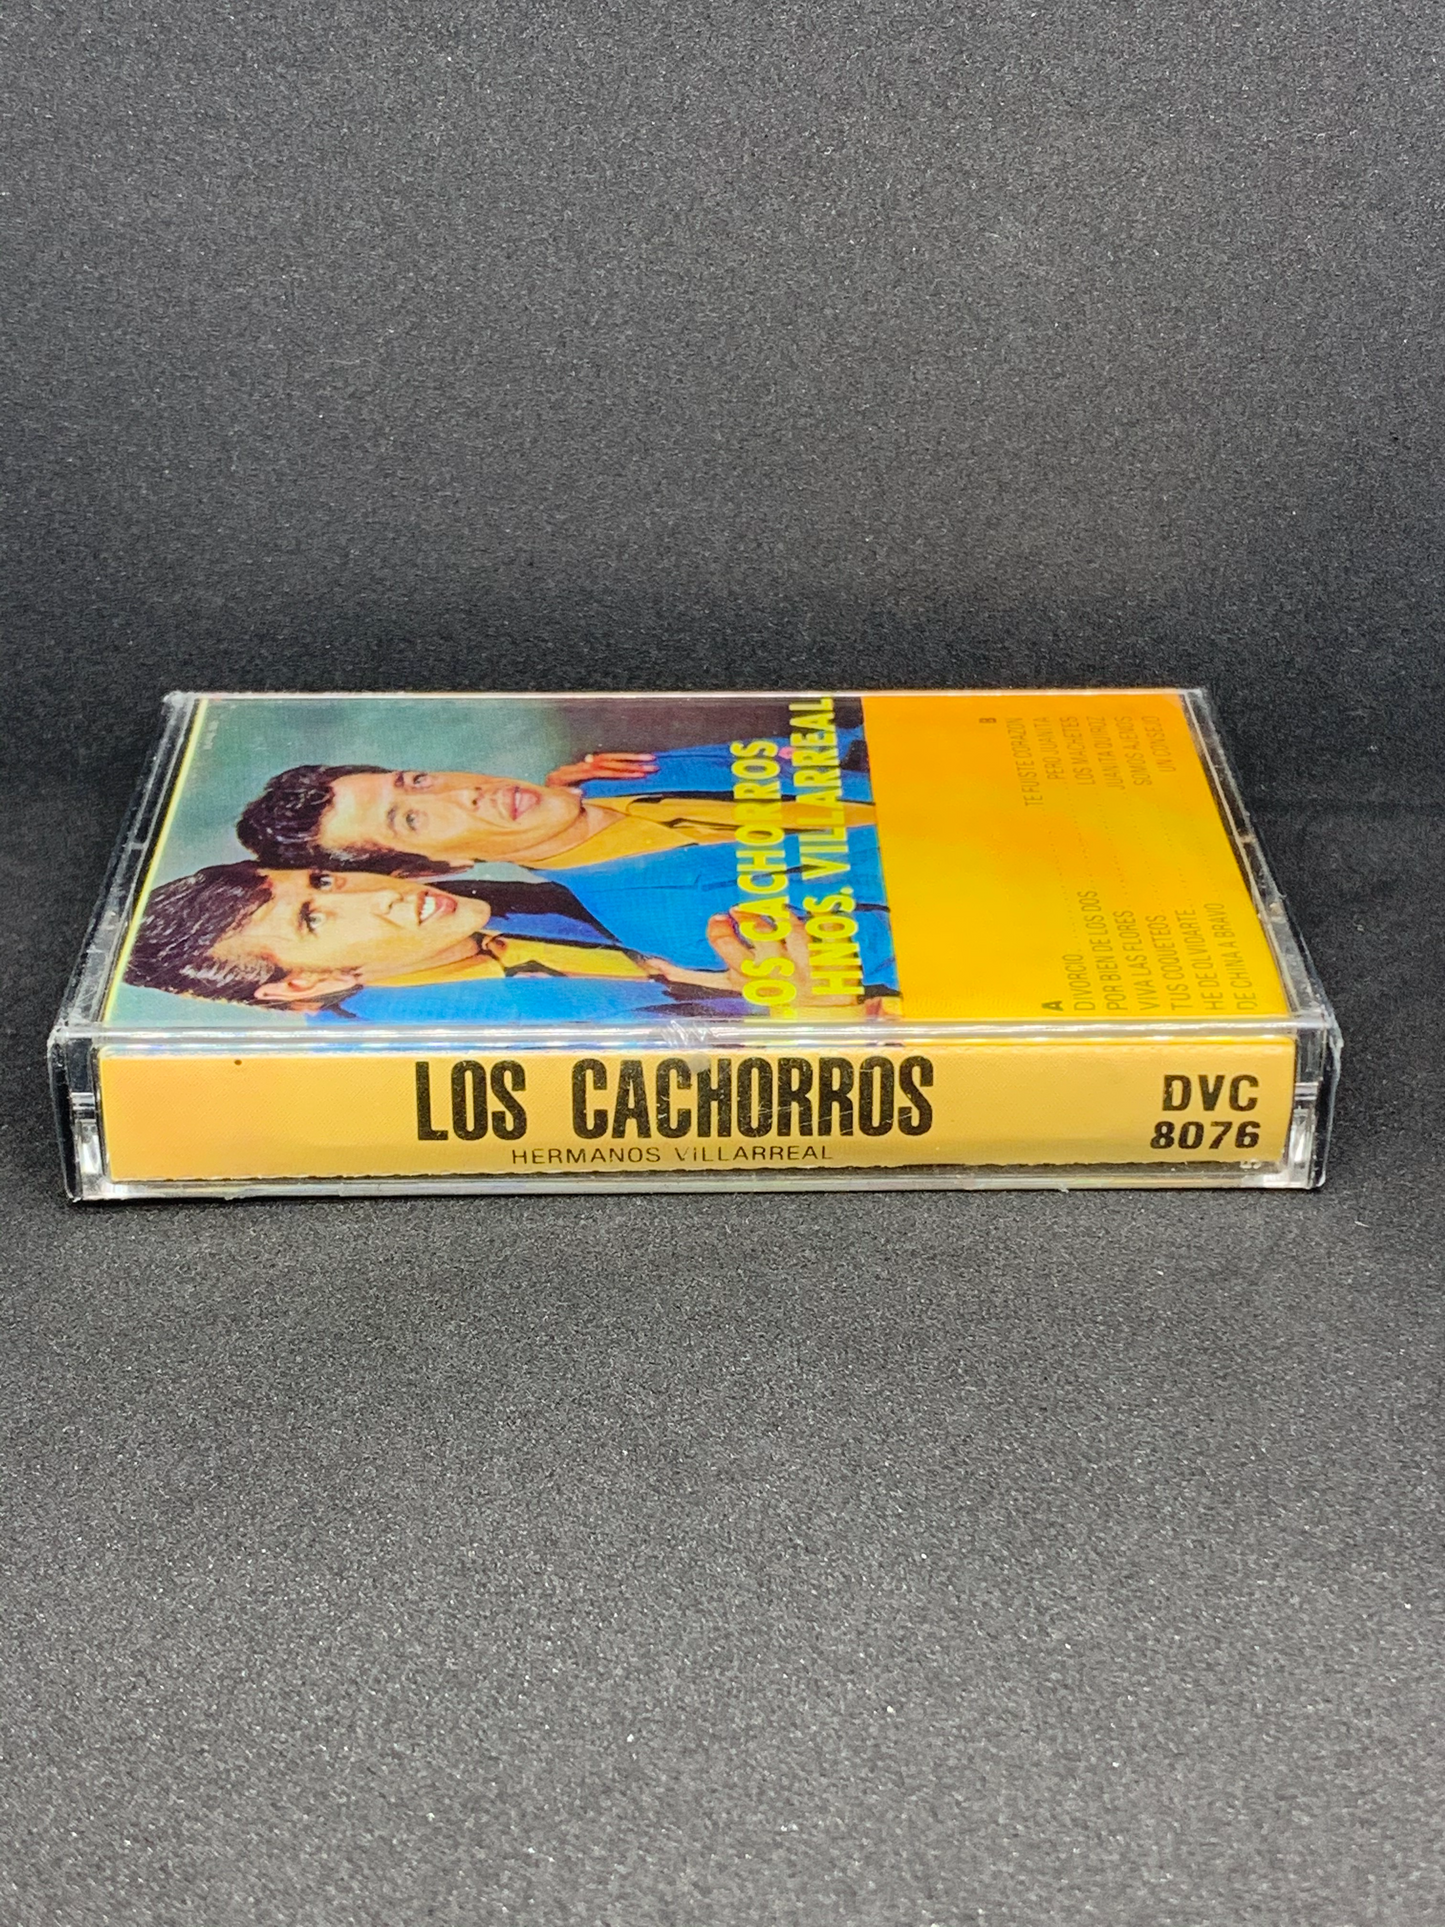 LOS CACHORROS
HNOS. VILLARREAL
A
DIVORCIO
POR BIEN DE LOS DOS
VIVA LAS FLORES
TUS COQUETEOS
HE DE OLVIDARTE
DE CHINA A BRAVO
B
TE FUISTE CORAZON
PERO JUANITA
LOS MACHETES
JUANITA QUIROZ
SOMOS AJENOS
UN CONSEJO
LOS CACHORROS
HERMANOS ViLLARREAL
DVC
8076